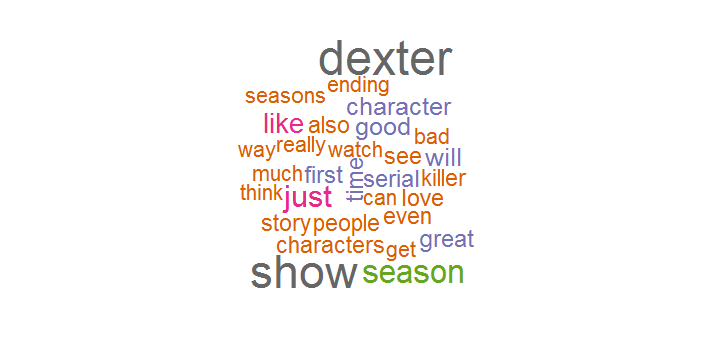 dexter
ending
seasons
character
like also good bad
way really watch see will
much first time serial killer
think just can love
story people even
characters get great
show season